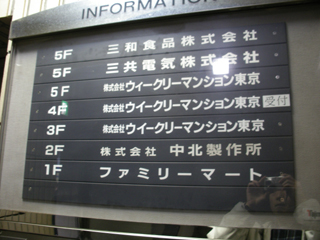 INFORMATION
5F 三和食品株式会社
5F 三共電気株式会社
5F 株式会社ウイークリーマンション東京
4F 株式会社ウイークリーマンション東京 受付
3F 株式会社ウイークリーマンション東京
2F 株式会社 中北製作所
1F ファミリーマート